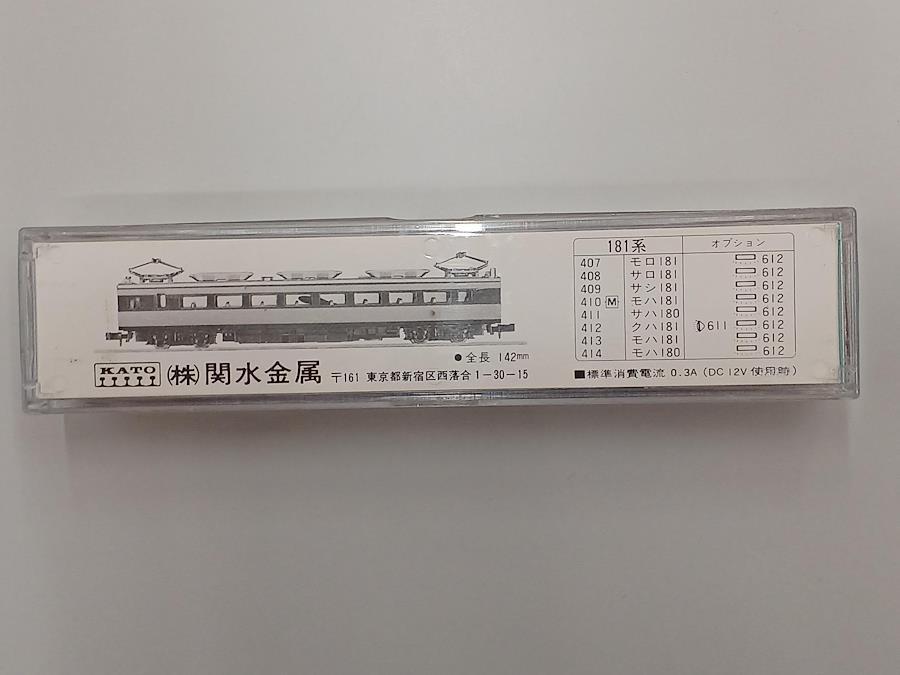 181系 オプション
407 モロ181 612
408 サロ181 612
409 サシ181 612
410 M モハ181 612
411 サハ180 612
412 クハ181 611 612
413 モハ181 612
414 モハ180 612
●全長 142mm
KATO (株)関水金属 〒161 東京都新宿区西落合1-30-15
■標準消費電流 0.3A(DC12V使用時)